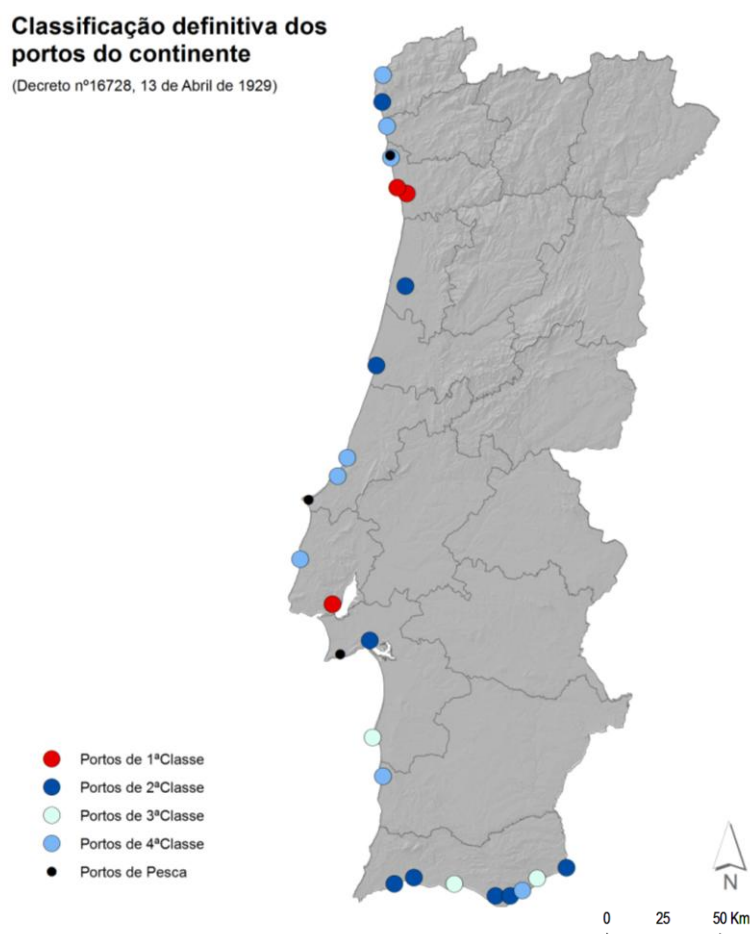 Classificação definitiva dos
portos do continente
(Decreto nº16728, 13 de Abril de 1929)
Portos de 1ªClasse
Portos de 2ªClasse
Portos de 3ªClasse
Portos de 4ªClasse
Portos de Pesca
N
0 25 50 Km